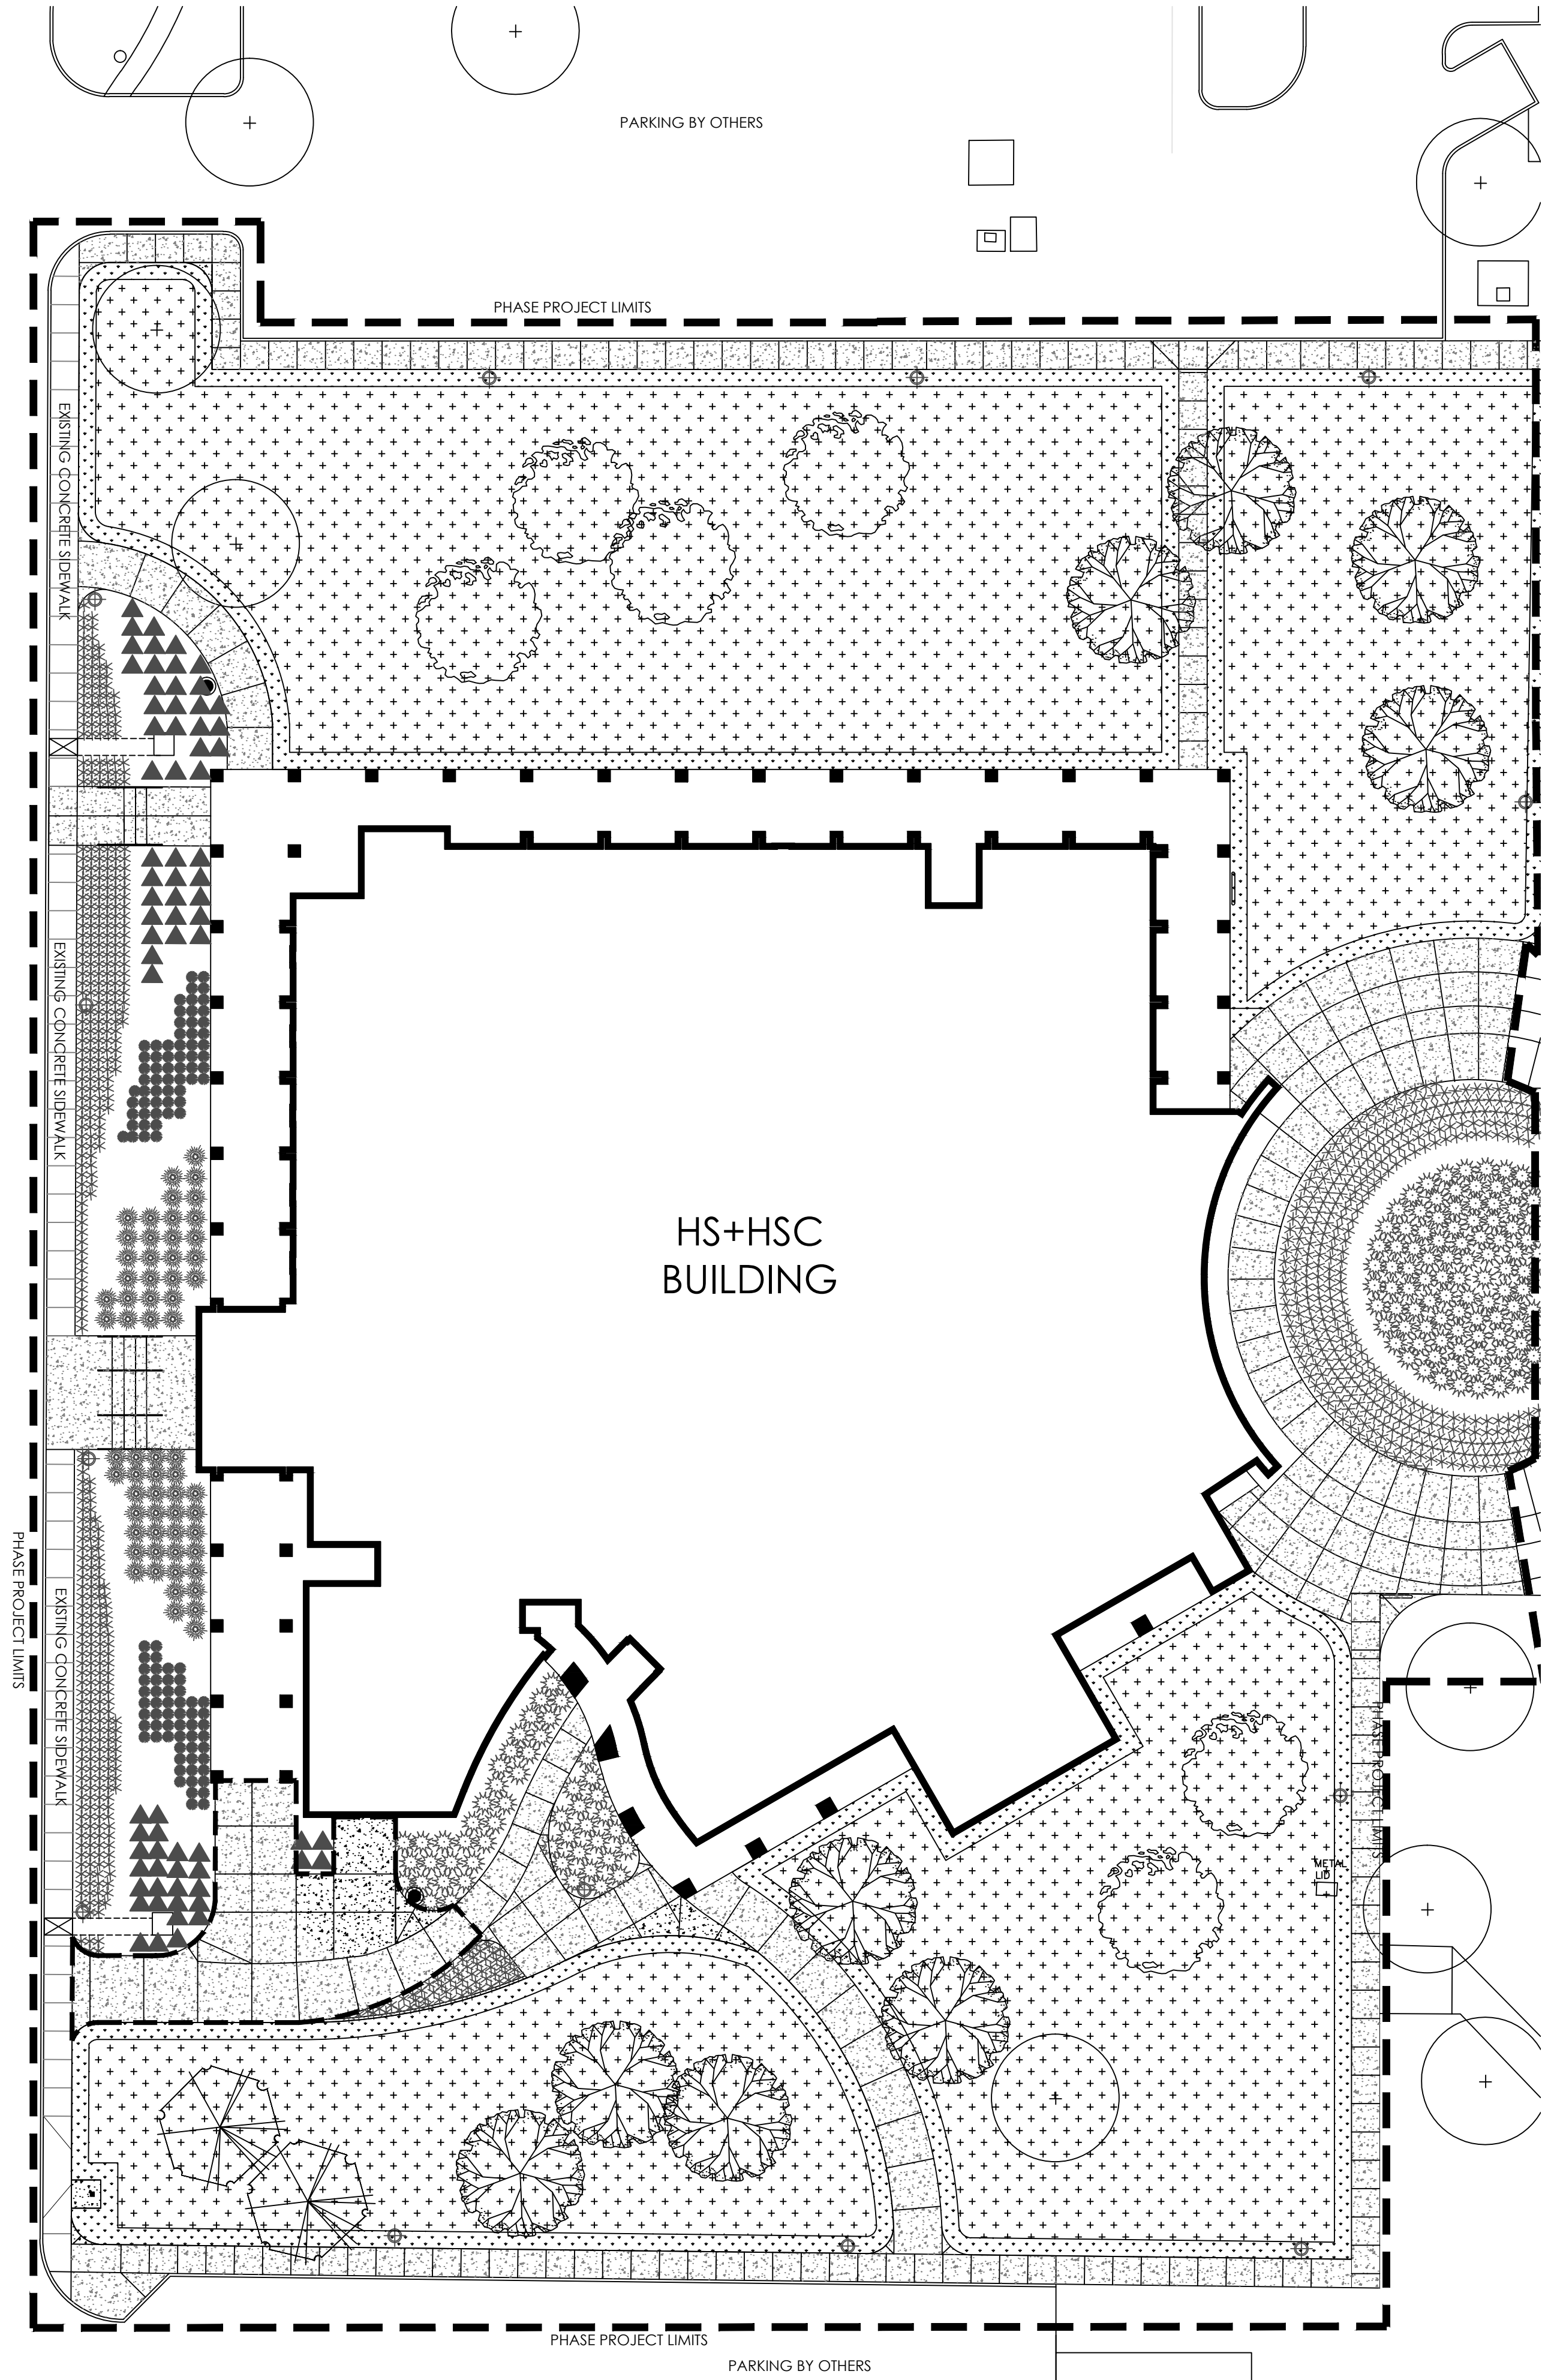 PARKING BY OTHERS
PHASE PROJECT LIMITS
EXISTING CONCRETE SIDEWALK
EXISTING CONCRETE SIDEWALK
HS+HSC
BUILDING
PHASE PROJECT LIMITS
EXISTING CONCRETE SIDEWALK
PHASE PROJECT LIMITS
METAL
LID
PHASE PROJECT LIMITS
PARKING BY OTHERS